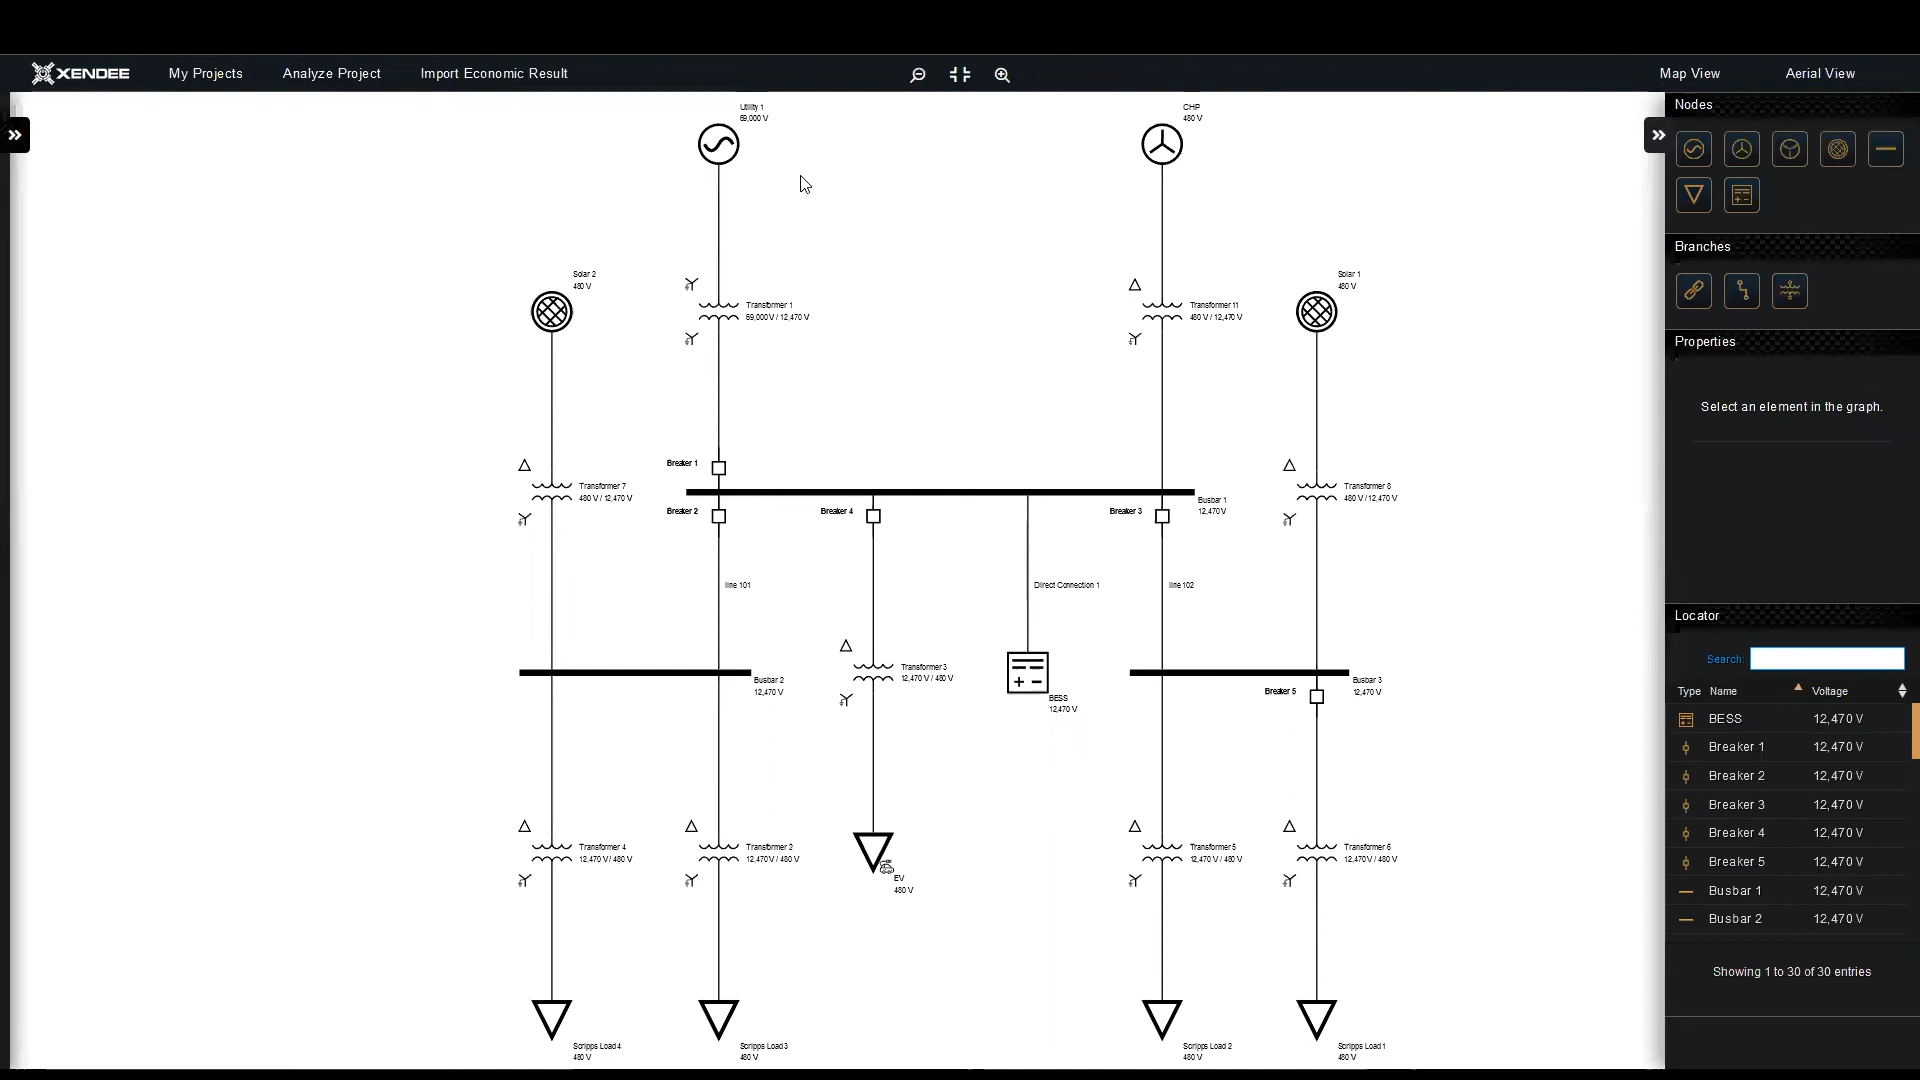 XENDEE
My Projects
Analyze Project
Import Economic Result
Map View
Aerial View
Utility 1
69,000 V
CHP
480 V
Solar 2
480 V
Transformer 1
69,000 V / 12,470 V
Transformer 11
480 V / 12,470 V
Solar 1
480 V
Breaker 1
Transformer 7
480 V / 12,470 V
Transformer 8
480 V / 12,470 V
Busbar 1
12,470 V
Breaker 2
Breaker 4
Breaker 3
line 101
Direct Connection 1
line 102
Transformer 3
12,470 V / 480 V
Busbar 2
12,470 V
BESS
12,470 V
Busbar 3
12,470 V
Breaker 5
Transformer 4
12,470 V / 480 V
Transformer 2
12,470 V / 480 V
Transformer 5
12,470 V / 480 V
Transformer 6
12,470 V / 480 V
EV
480 V
Scripps Load 4
480 V
Scripps Load 3
480 V
Scripps Load 2
480 V
Scripps Load 1
480 V
Nodes
Branches
Properties
Select an element in the graph.
Locator
Search:
Type Name Voltage
BESS 12,470 V
Breaker 1 12,470 V
Breaker 2 12,470 V
Breaker 3 12,470 V
Breaker 4 12,470 V
Breaker 5 12,470 V
Busbar 1 12,470 V
Busbar 2 12,470 V
Showing 1 to 30 of 30 entries